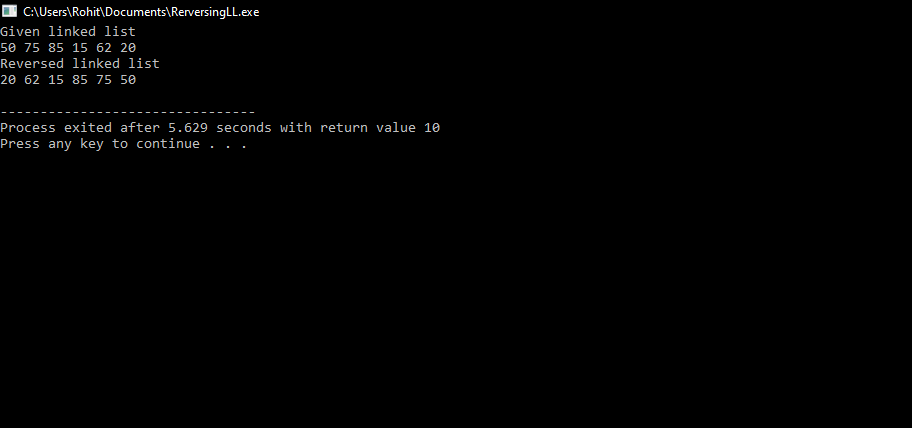 C:\Users\Rohit\Documents\RerversingLL.exe
Given linked list
50 75 85 15 62 20
Reversed linked list
20 62 15 85 75 50
--------------------------------
Process exited after 5.629 seconds with return value 10
Press any key to continue . . .